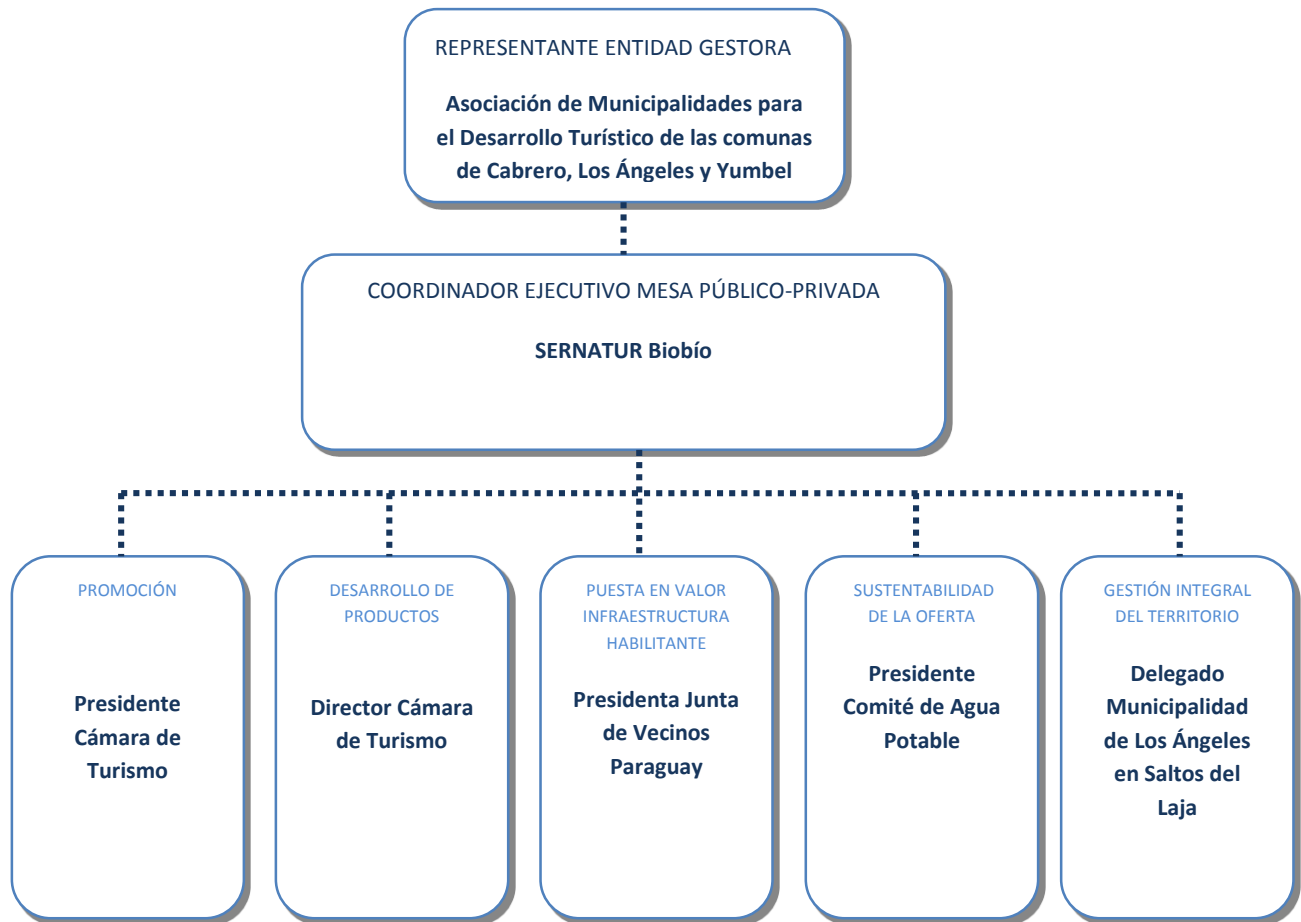 REPRESENTANTE ENTIDAD GESTORA
Asociación de Municipalidades para
el Desarrollo Turístico de las comunas
de Cabrero, Los Ángeles y Yumbel
COORDINADOR EJECUTIVO MESA PÚBLICO-PRIVADA
SERNATUR Biobío
PROMOCIÓN
Presidente
Cámara de
Turismo
DESARROLLO DE
PRODUCTOS
Director Cámara
de Turismo
PUESTA EN VALOR
INFRAESTRUCTURA
HABILITANTE
Presidenta Junta
de Vecinos
Paraguay
SUSTENTABILIDAD
DE LA OFERTA
Presidente
Comité de Agua
Potable
GESTIÓN INTEGRAL
DEL TERRITORIO
Delegado
Municipalidad
de Los Ángeles
en Saltos del
Laja